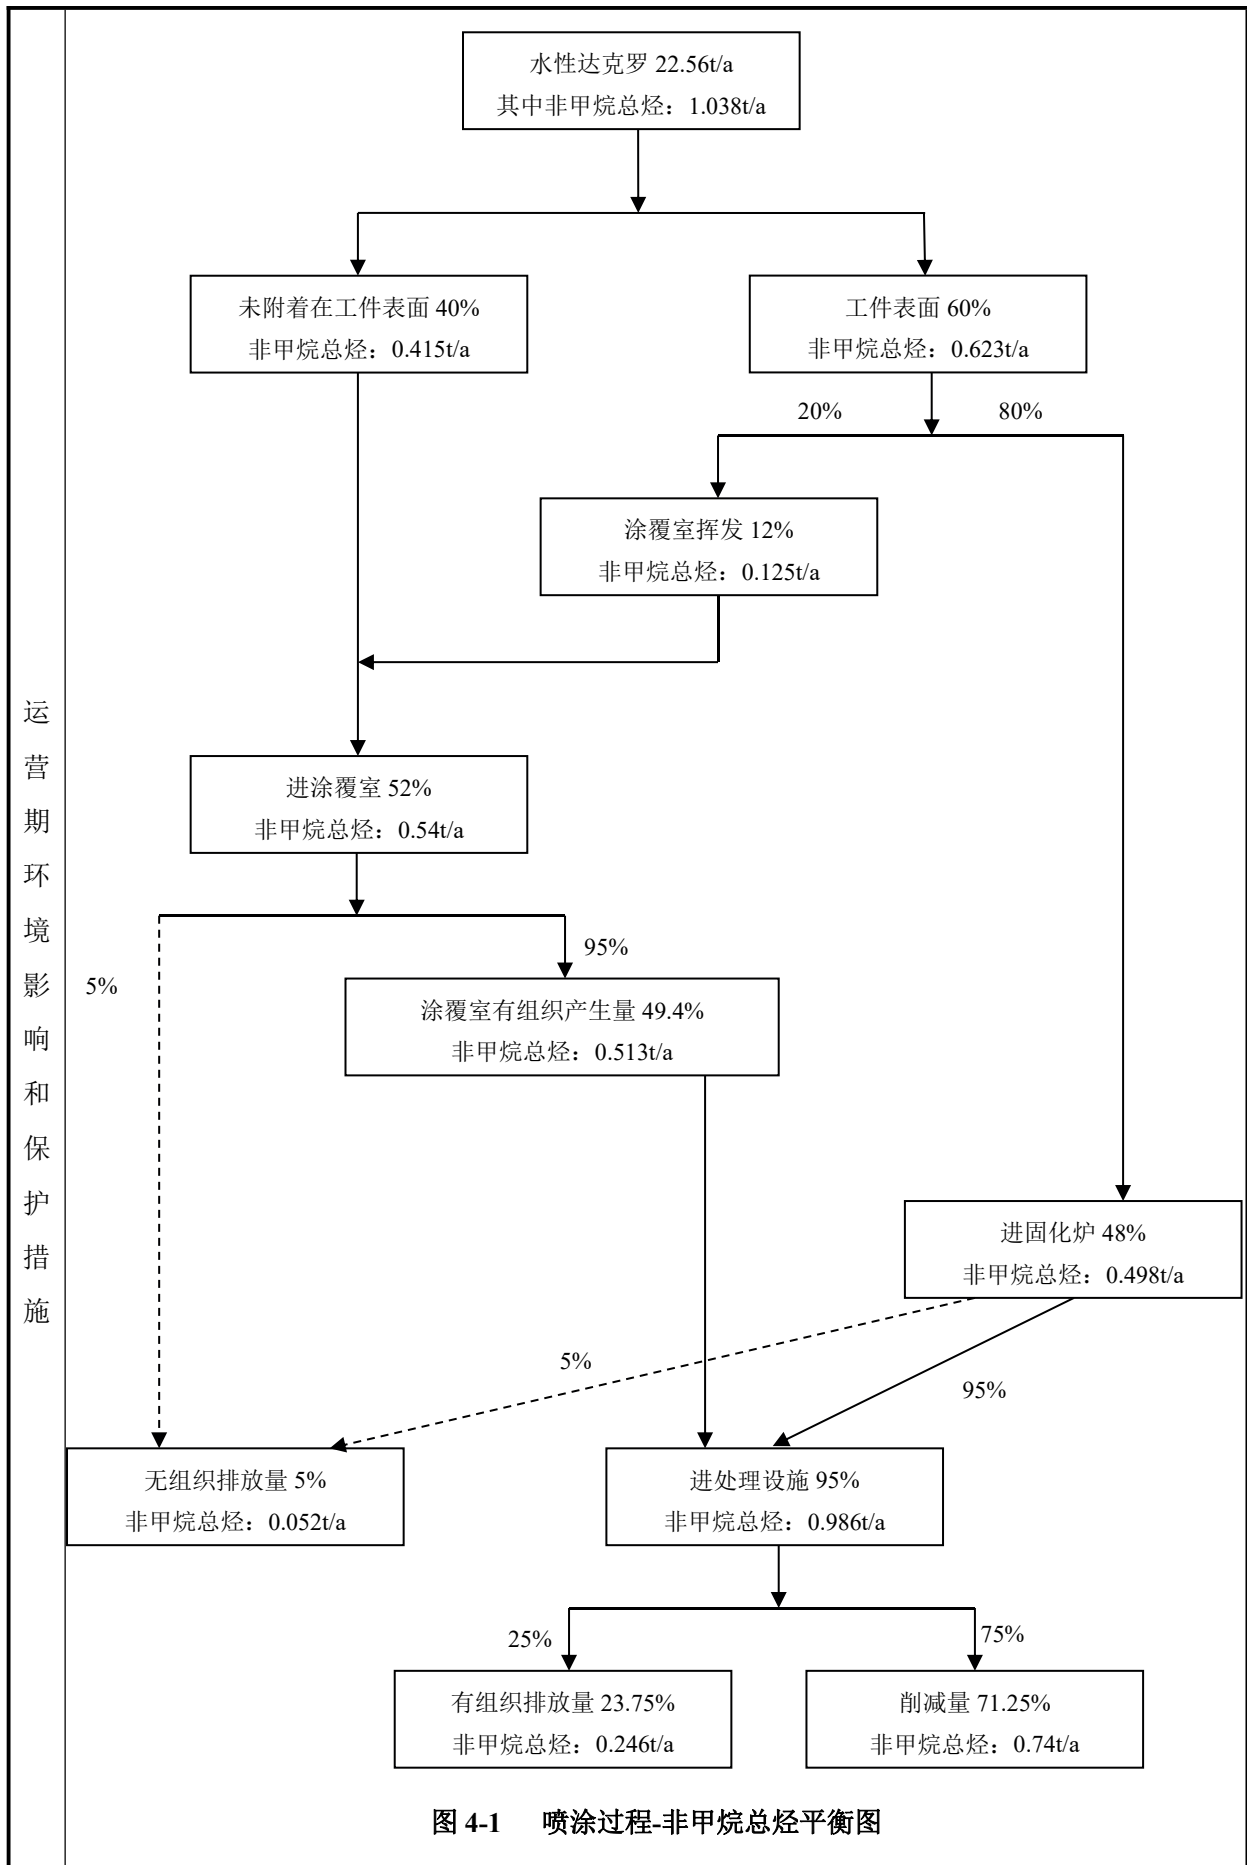 水性达克罗 22.56t/a
其中非甲烷总烃：1.038t/a
未附着在工件表面 40%
非甲烷总烃：0.415t/a
工件表面 60%
非甲烷总烃：0.623t/a
20%
80%
涂覆室挥发 12%
非甲烷总烃：0.125t/a
运营期环境影响和保护措施
进涂覆室 52%
非甲烷总烃：0.54t/a
95%
5%
涂覆室有组织产生量 49.4%
非甲烷总烃：0.513t/a
进固化炉 48%
非甲烷总烃：0.498t/a
5%
95%
无组织排放量 5%
非甲烷总烃：0.052t/a
进处理设施 95%
非甲烷总烃：0.986t/a
25%
75%
有组织排放量 23.75%
非甲烷总烃：0.246t/a
削减量 71.25%
非甲烷总烃：0.74t/a
图 4-1 喷涂过程-非甲烷总烃平衡图